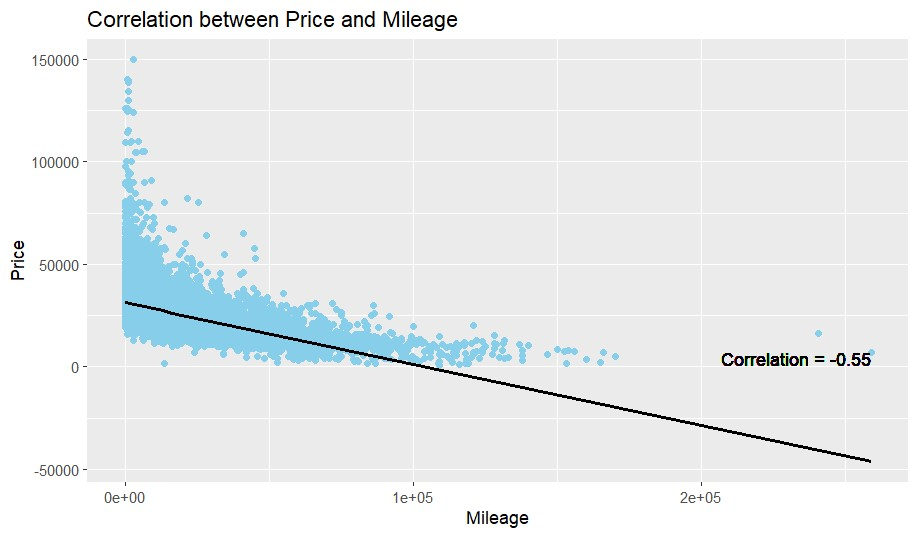 Correlation between Price and Mileage
150000
100000
50000
0
-50000
Price
Correlation = -0.55
0e+00 1e+05 2e+05
Mileage